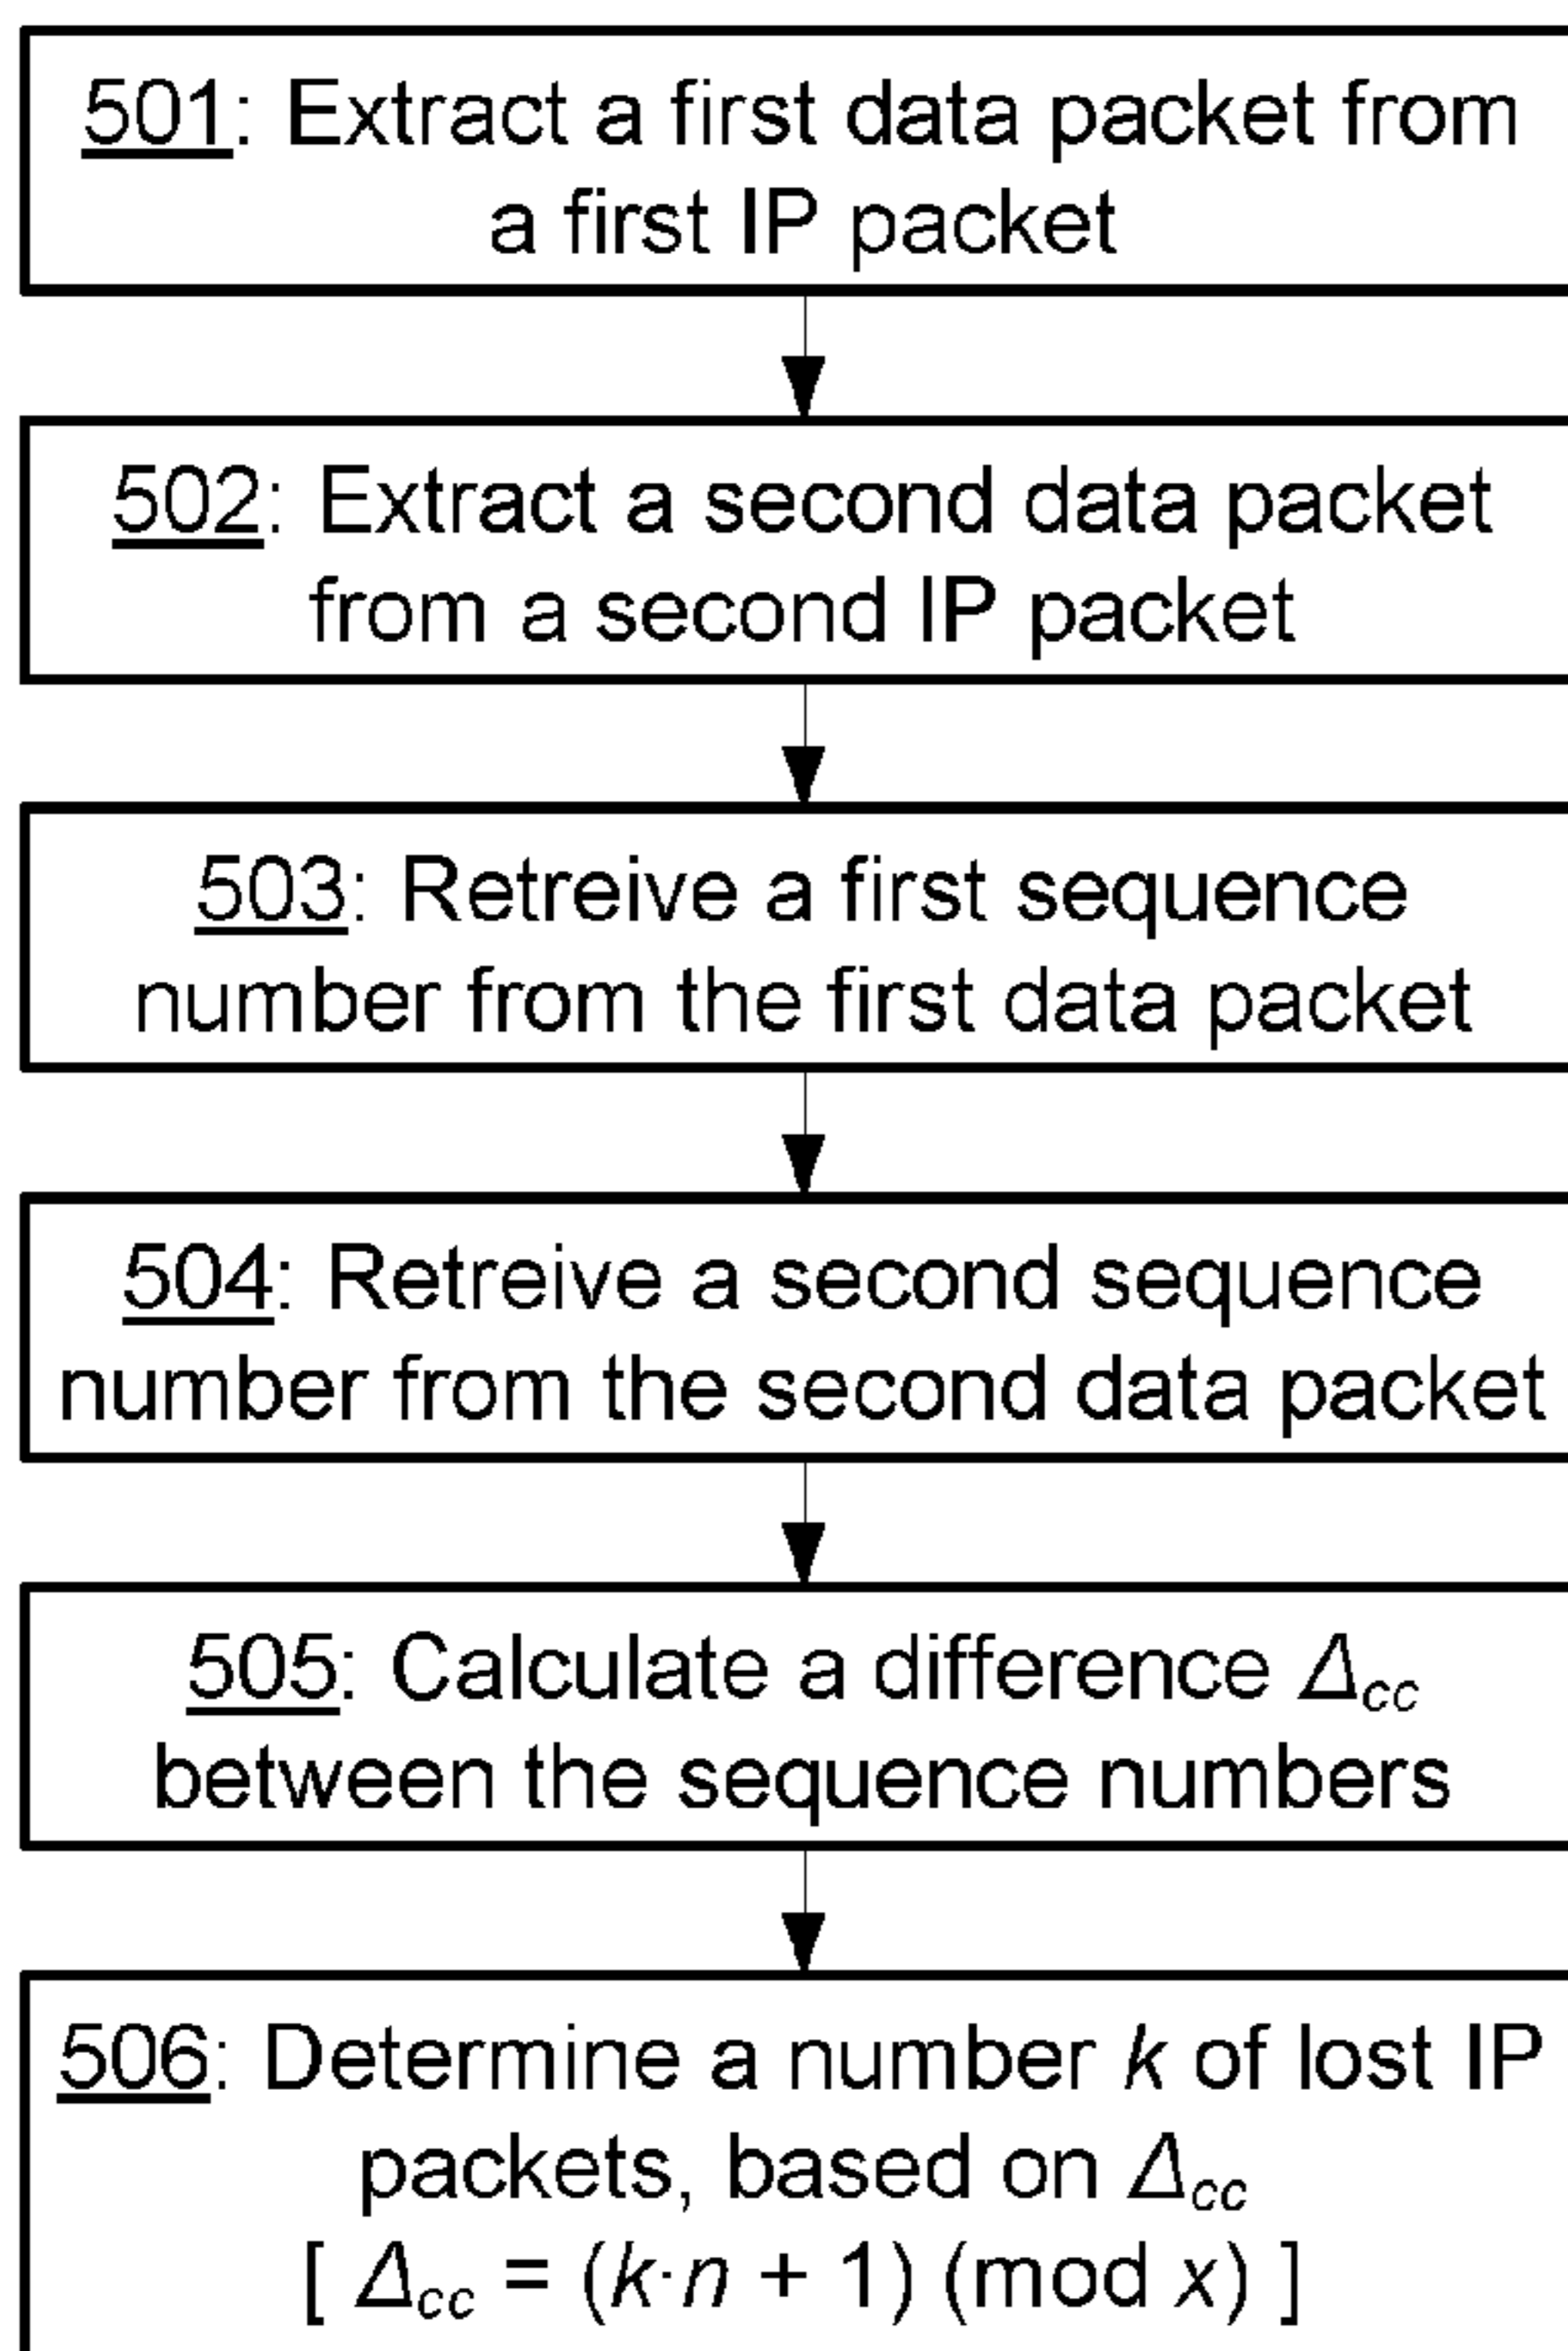 501: Extract a first data packet from
a first IP packet
502: Extract a second data packet
from a second IP packet
503: Retreive a first sequence
number from the first data packet
504: Retreive a second sequence
number from the second data packet
505: Calculate a difference Δcc
between the sequence numbers
506: Determine a number k of lost IP
packets, based on Δcc
[ Δcc = (k·n + 1) (mod x) ]